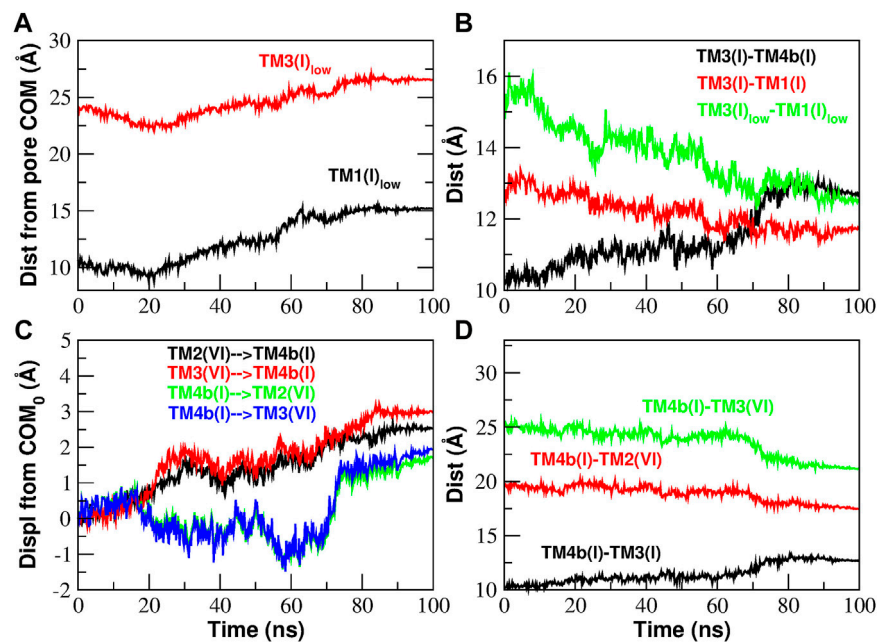 A
Dist from pore COM (Å)
30
25
20
15
10
TM3(I)low
TM1(I)low
0 20 40 60 80 100
B
Dist (Å)
16
14
12
10
TM3(I)-TM4b(I)
TM3(I)-TM1(I)
TM3(I)low-TM1(I)low
0 20 40 60 80 100
C
Displ ftom COM0 (Å)
5
4
3
2
1
0
-1
-2
TM2(VI)-->TM4b(I)
TM3(VI)-->TM4b(I)
TM4b(I)-->TM2(VI)
TM4b(I)-->TM3(VI)
0 20 40 60 80 100
Time (ns)
D
Dist (Å)
30
25
20
15
10
TM4b(I)-TM3(VI)
TM4b(I)-TM2(VI)
TM4b(I)-TM3(I)
0 20 40 60 80 100
Time (ns)